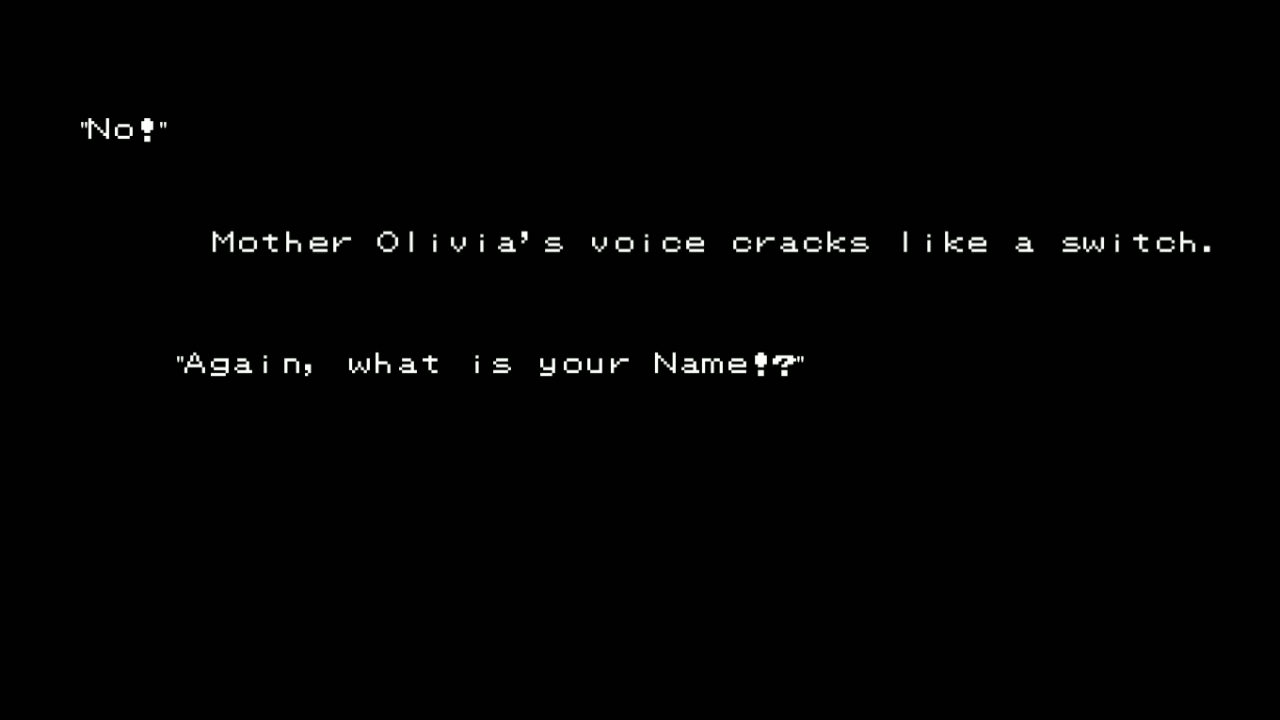 "No!"
Mother Olivia's voice cracks like a switch.
"Again, what is your Name!?"